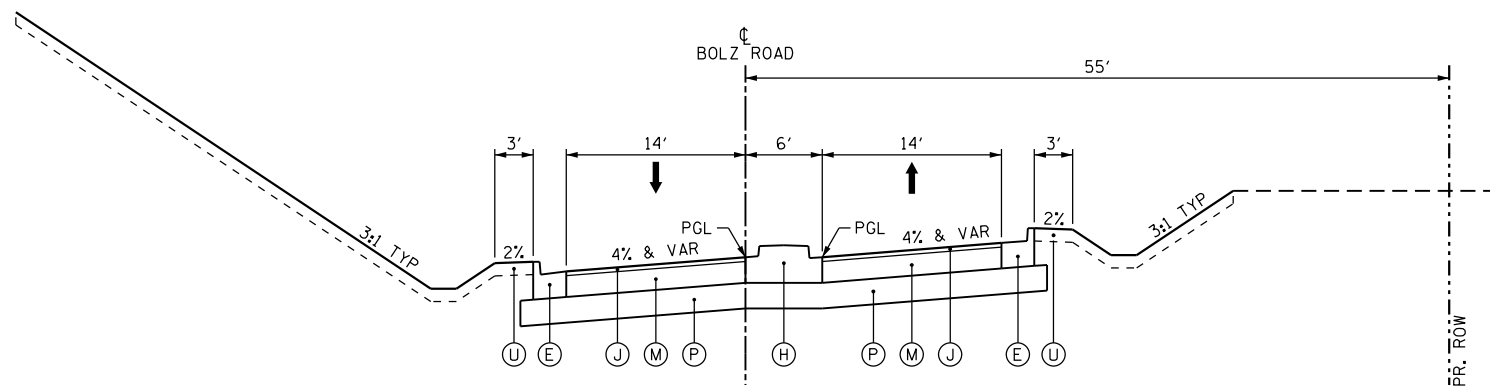 ℄
BOLZ ROAD
55'
3'
14'
6'
14'
3'
3:1 TYP
2%
4% & VAR
PGL
PGL
4% & VAR
2%
3:1 TYP
U
E
J
M
P
H
P
M
J
E
U
PR. ROW